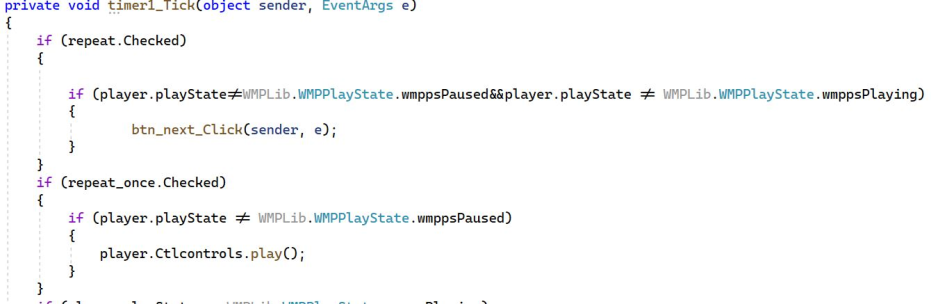 private void timer1_Tick(object sender, EventArgs e)
{
if (repeat.Checked)
{
if (player.playState≠WMPLib.WMPPlayState.wmppsPaused&&player.playState ≠ WMPLib.WMPPlayState.wmppsPlaying)
{
btn_next_Click(sender, e);
}
}
if (repeat_once.Checked)
{
if (player.playState ≠ WMPLib.WMPPlayState.wmppsPaused)
{
player.Ctlcontrols.play();
}
}